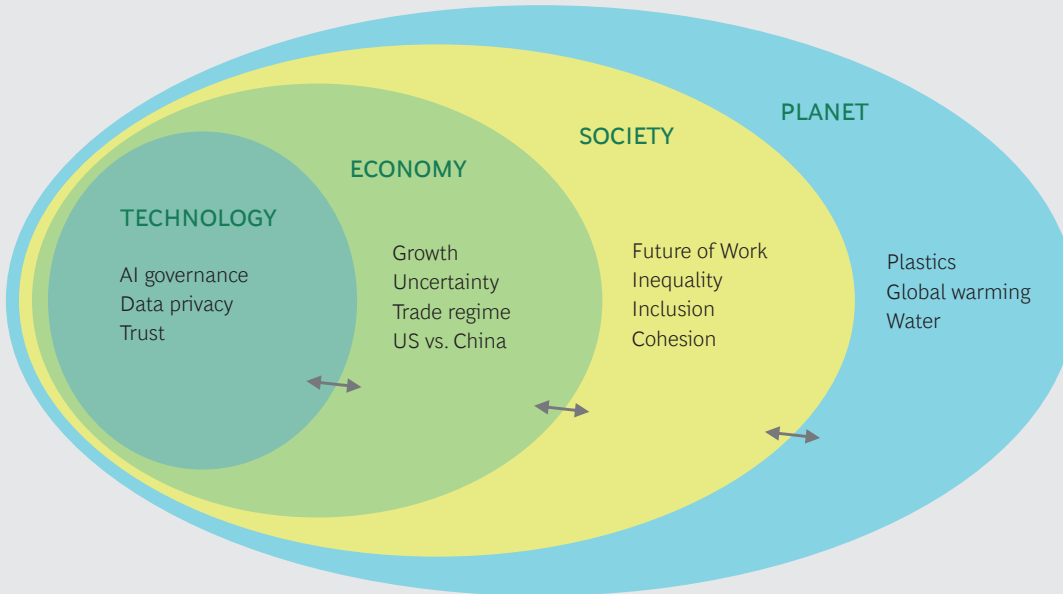 TECHNOLOGY
AI governance
Data privacy
Trust
ECONOMY
Growth
Uncertainty
Trade regime
US vs. China
SOCIETY
Future of Work
Inequality
Inclusion
Cohesion
PLANET
Plastics
Global warming
Water